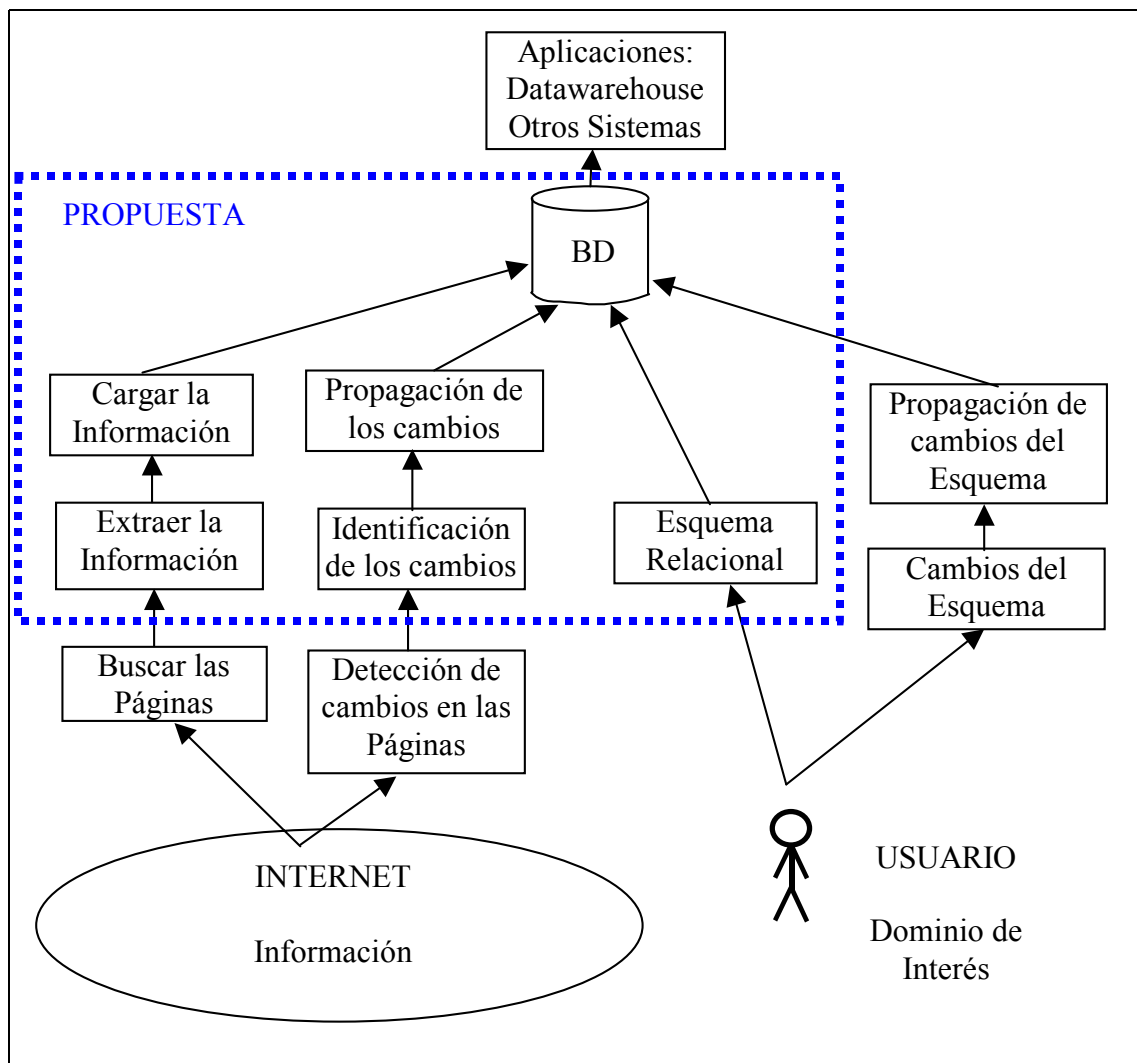 Aplicaciones:
Datawarehouse
Otros Sistemas
PROPUESTA
BD
Cargar la
Información
Propagación de
los cambios
Propagación de
cambios del
Esquema
Extraer la
Información
Identificación
de los cambios
Esquema
Relacional
Cambios del
Esquema
Buscar las
Páginas
Detección de
cambios en las
Páginas
INTERNET
Información
USUARIO
Dominio de
Interés